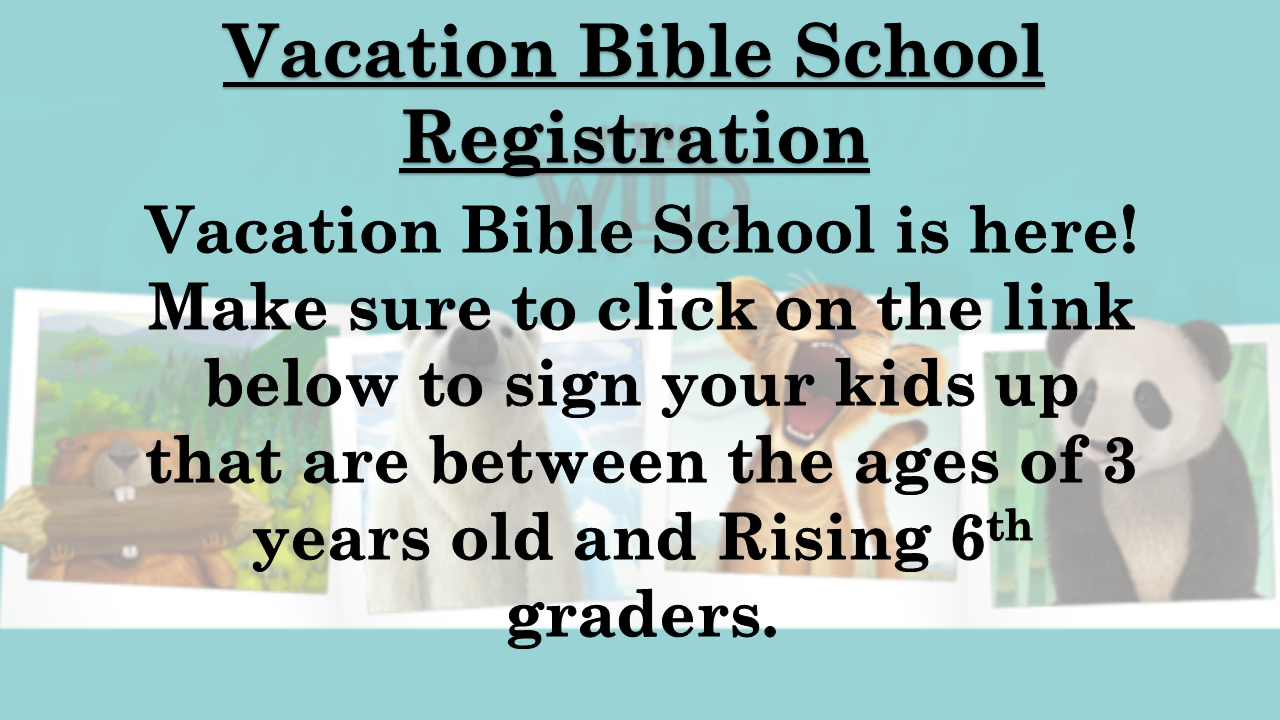 Vacation Bible School
Registration
WILD
Vacation Bible School is here!
Make sure to click on the link
below to sign your kids up
that are between the ages of 3
years old and Rising 6th
graders.